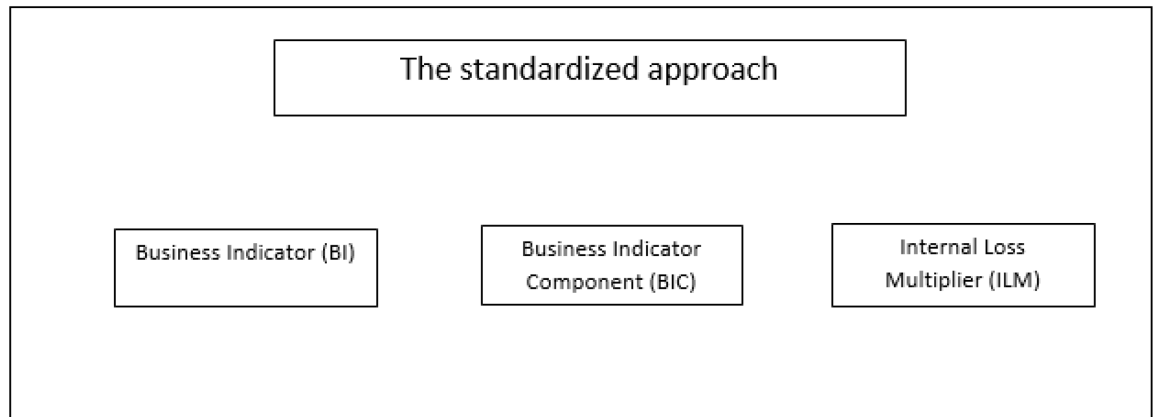 The standardized approach
Business Indicator (BI)
Business Indicator
Component (BIC)
Internal Loss
Multiplier (ILM)